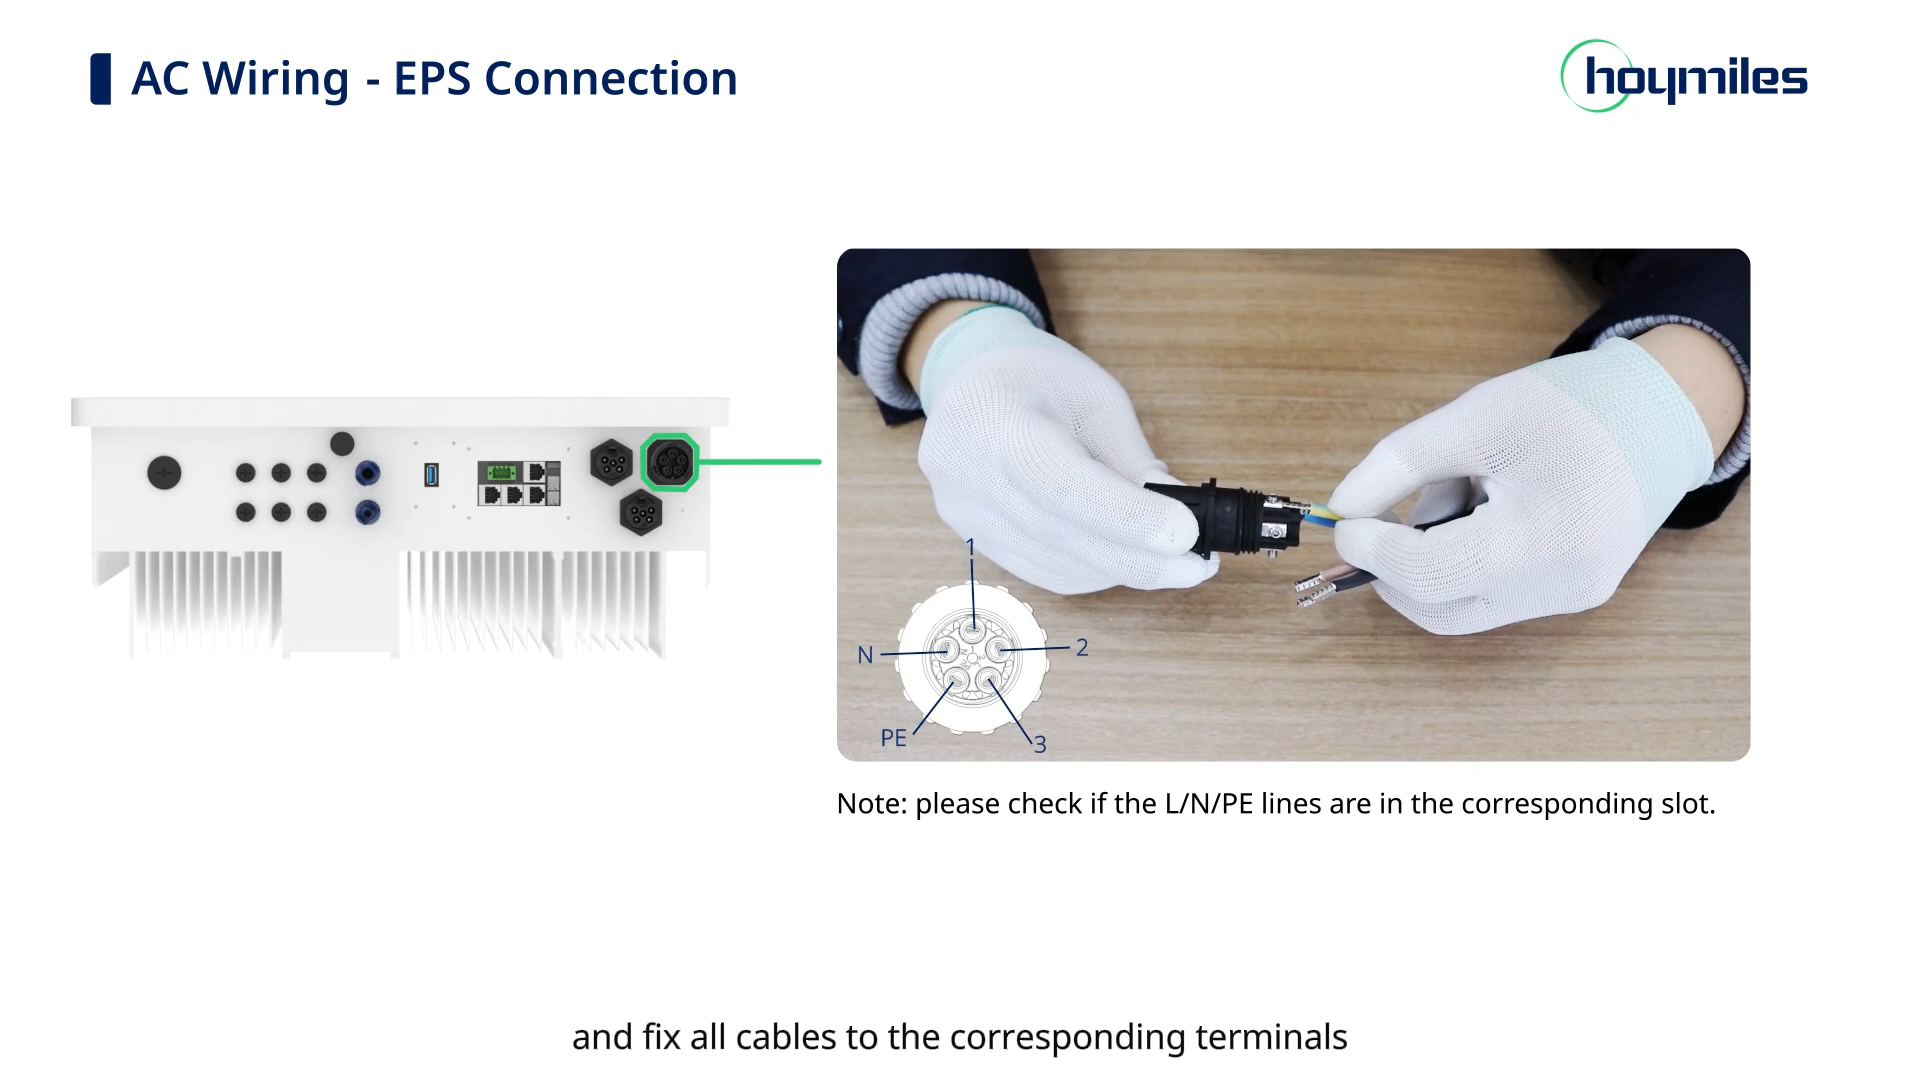 AC Wiring - EPS Connection
hoymiles
1
N
2
PE
3
Note: please check if the L/N/PE lines are in the corresponding slot.
and fix all cables to the corresponding terminals